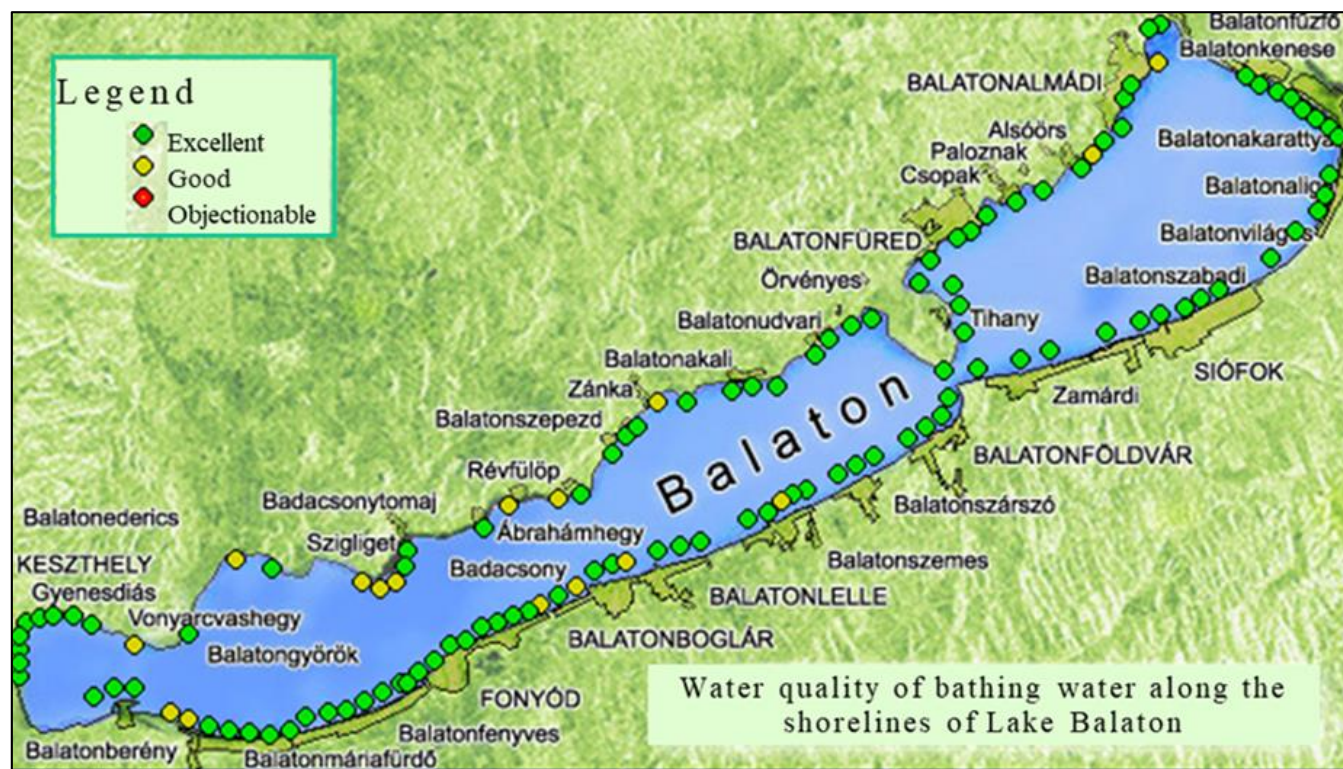 Legend
Excellent
Good
Objectionable
Balatonfűzfő
Balatonkenese
BALATONALMÁDI
Alsóörs
Balatonakarattya
Paloznak
Csopak
Balatonaliga
BALATONFÜRED
Balatonvilágos
Örvényes
Balatonszabadi
Balatonudvari
Tihany
Balatonakali
SIÓFOK
Zánka
Zamárdi
Balaton
Balatonszepezd
BALATONFÖLDVÁR
Révfülöp
Badacsonytomaj
Balatonszárszó
Balatonederics
Ábrahámhegy
Szigliget
Balatonszemes
KESZTHELY
Badacsony
Gyenesdiás
BALATONLELLE
Vonyarcvashegy
BALATONBOGLÁR
Balatongyörök
FONYÓD
Balatonfenyves
Balatonberény
Balatonmáriafürdő
Water quality of bathing water along the
shorelines of Lake Balaton